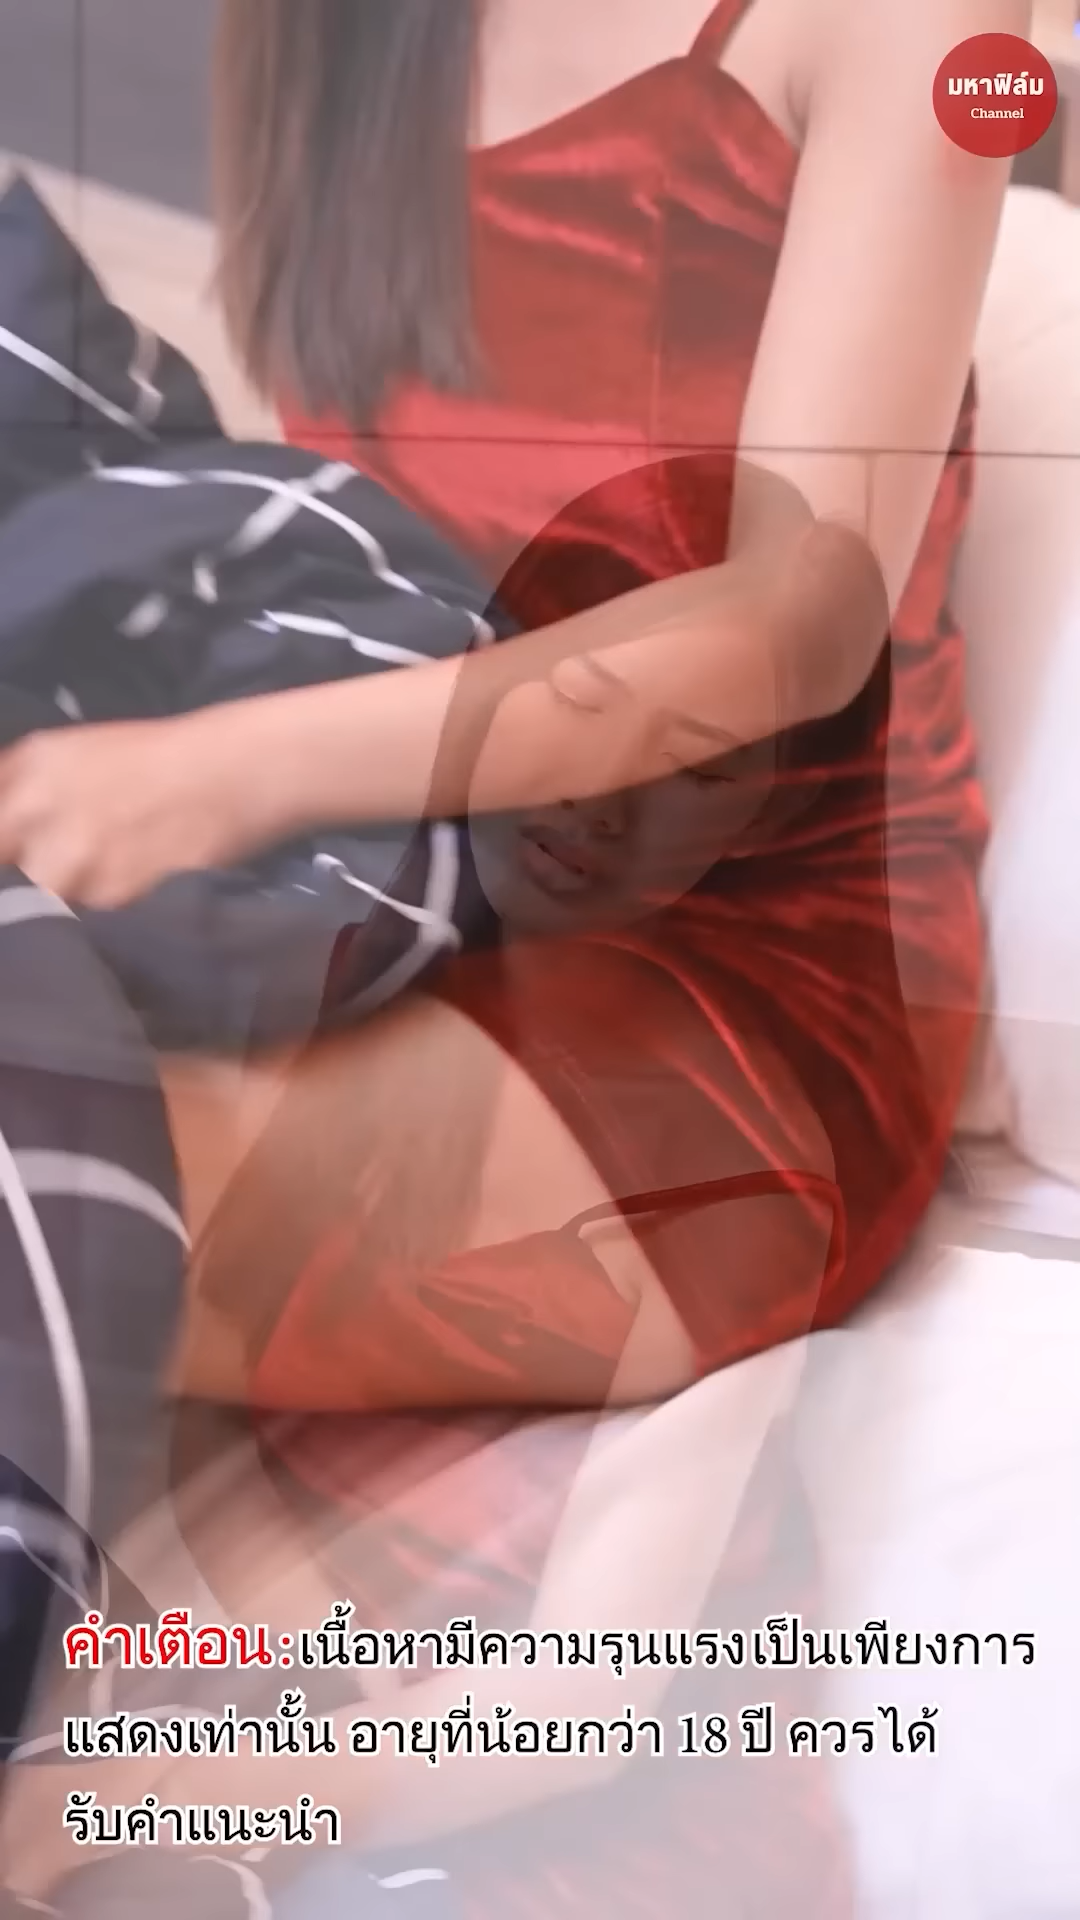 มหาฟิล์ม
Channel
คำเตือน:เนื้อหามีความรุนแรงเป็นเพียงการ
แสดงเท่านั้น อายุที่น้อยกว่า 18 ปี ควรได้
รับคำแนะนำ